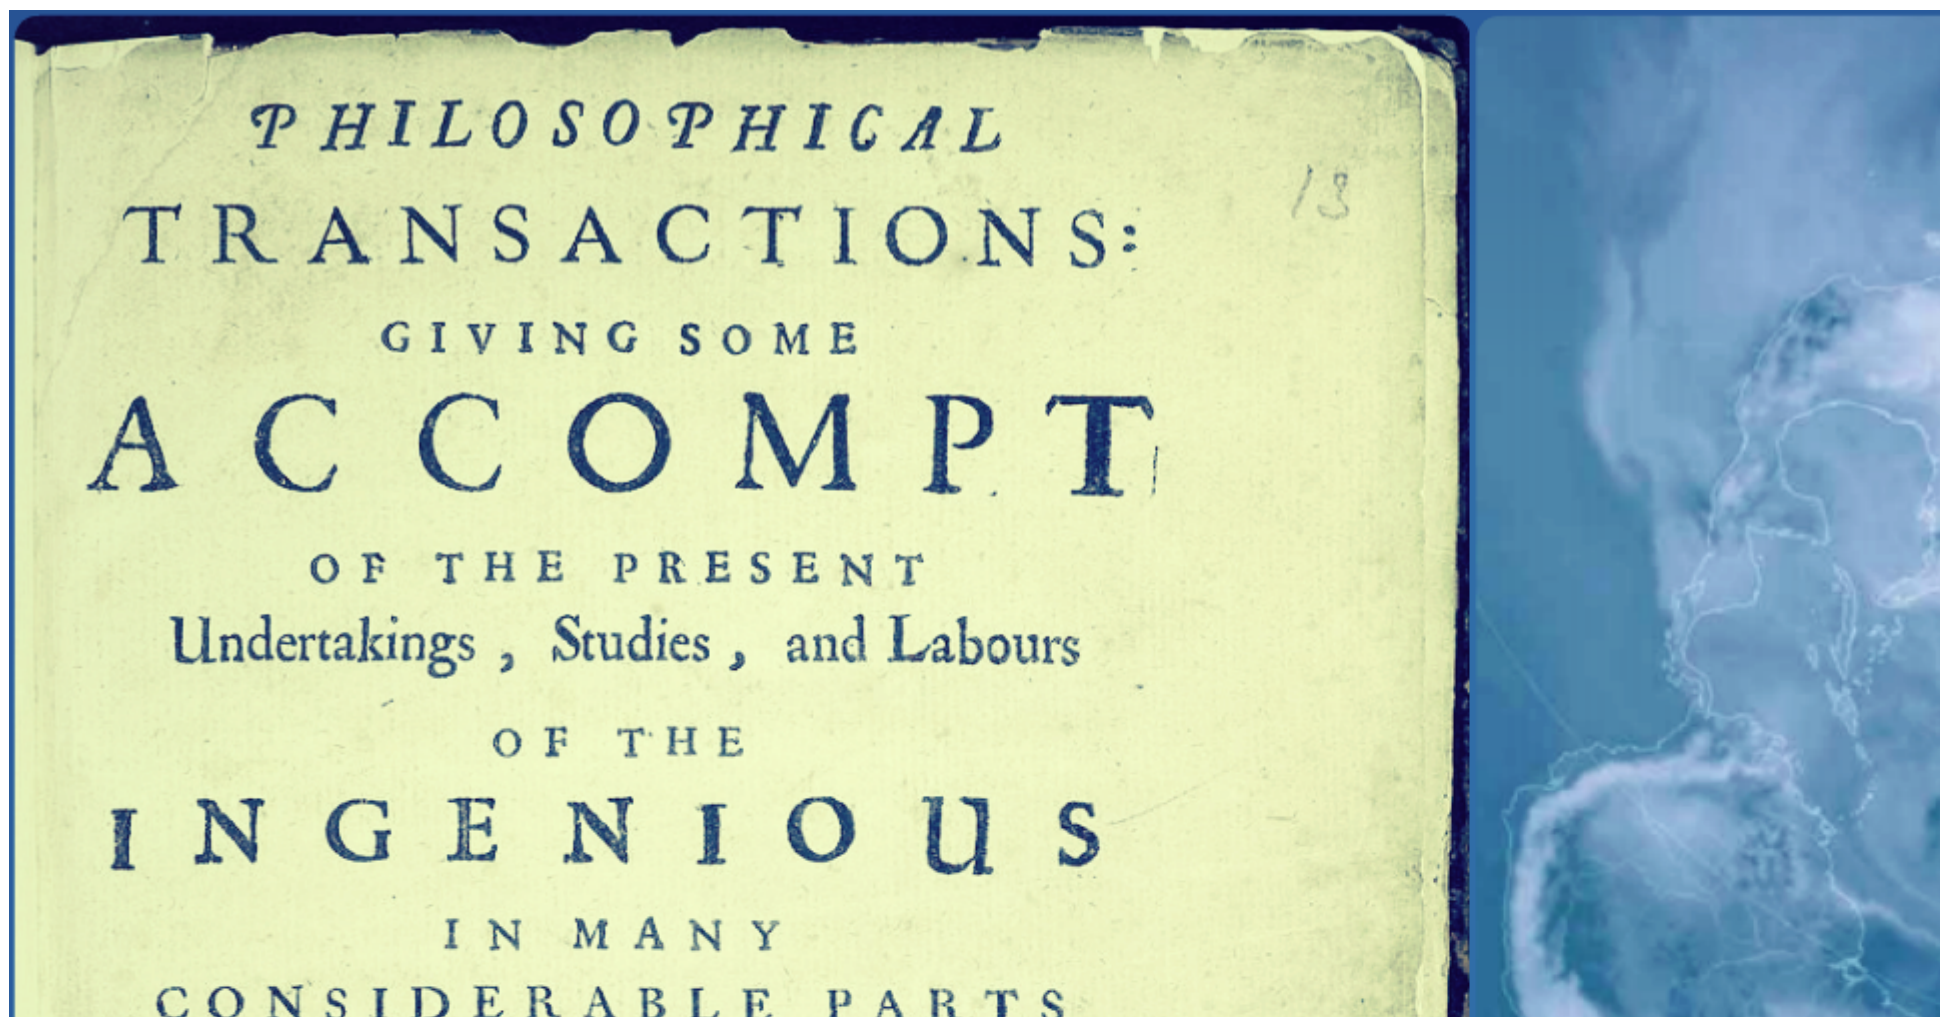 PHILOSOPHICAL
TRANSACTIONS:
13
GIVING SOME
ACCOMPT
OF THE PRESENT
Undertakings, Studies, and Labours
OF THE
INGENIOUS
IN MANY
CONSIDERABLE PARTS